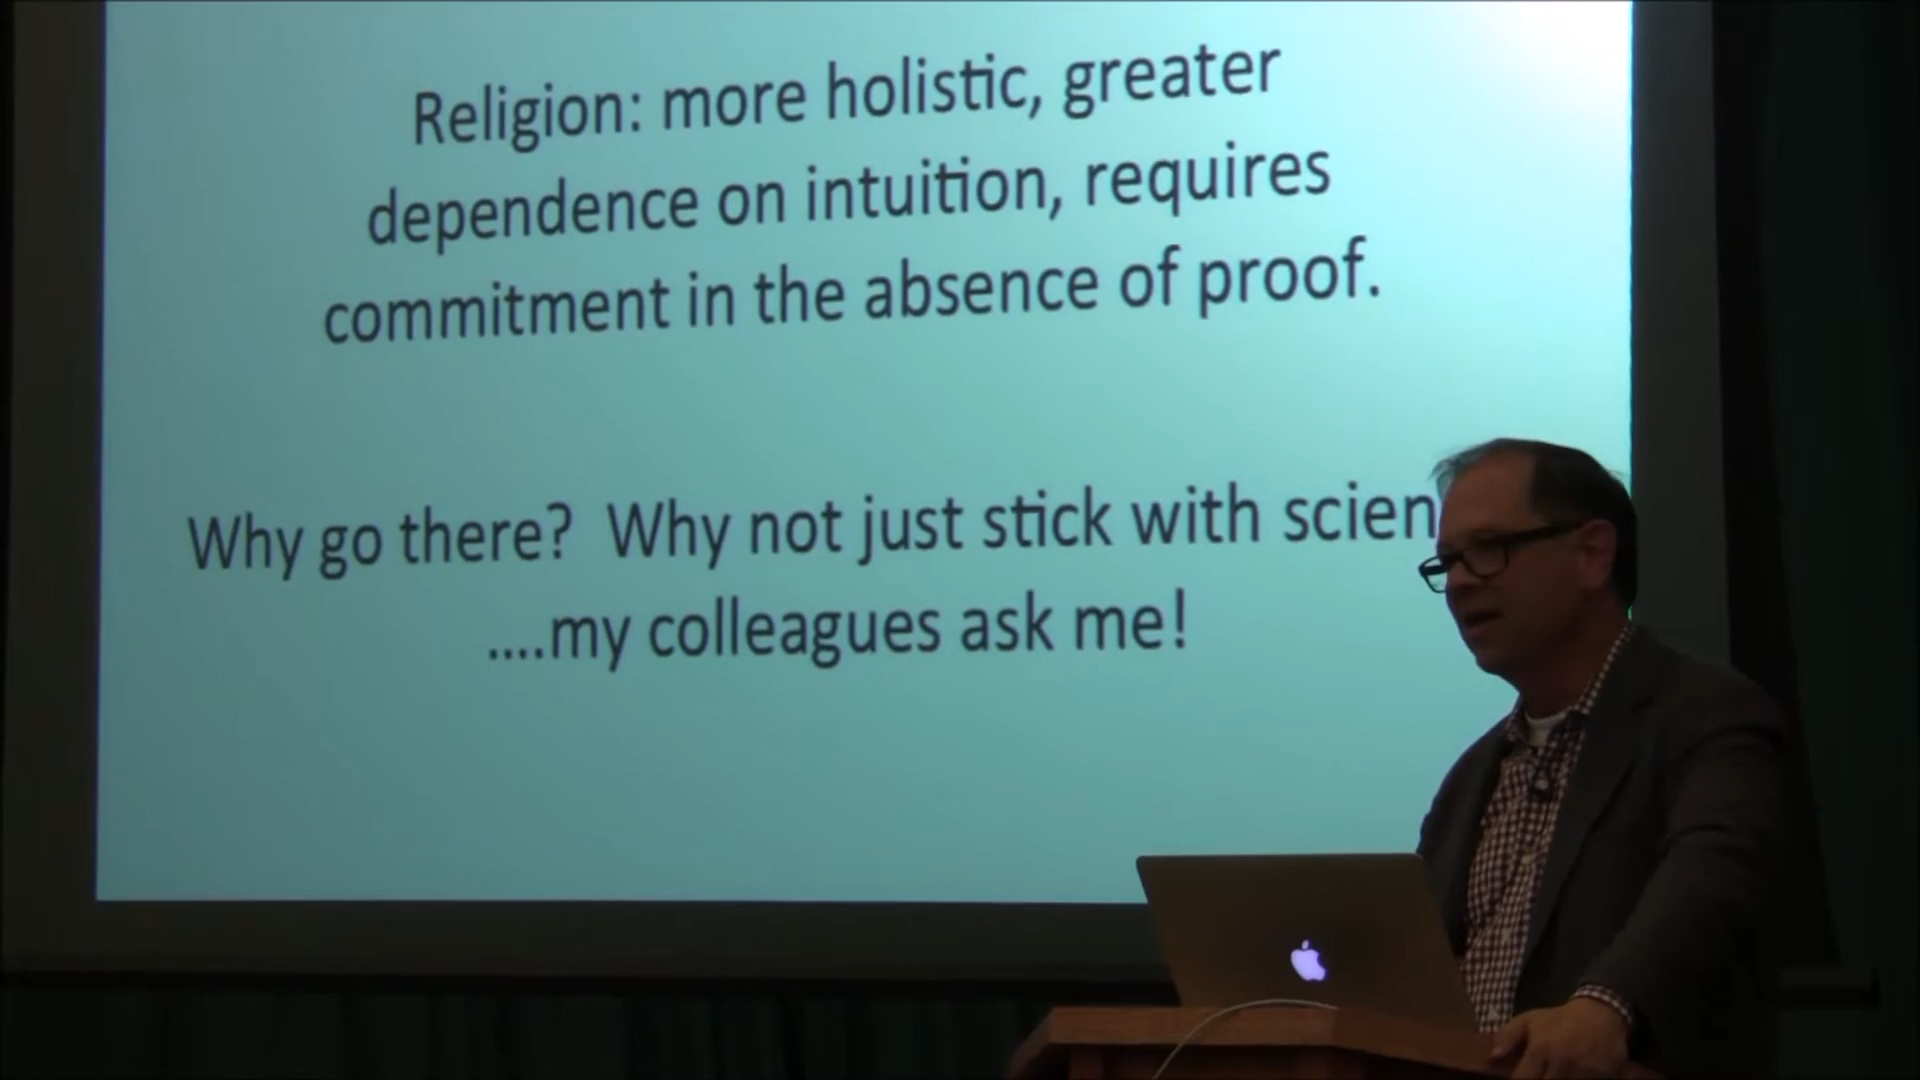 Religion: more holistic, greater
dependence on intuition, requires
commitment in the absence of proof.
Why go there? Why not just stick with scien
....my colleagues ask me!